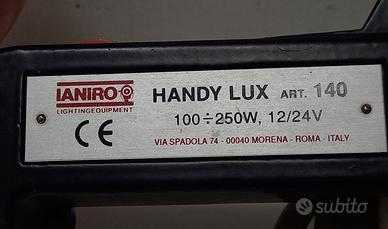 IANIRO
LIGHTINGEQUIPMENT
CE
HANDY LUX ART. 140
100÷250W, 12/24V
VIA SPADOLA 74 - 00040 MORENA - ROMA - ITALY
subito